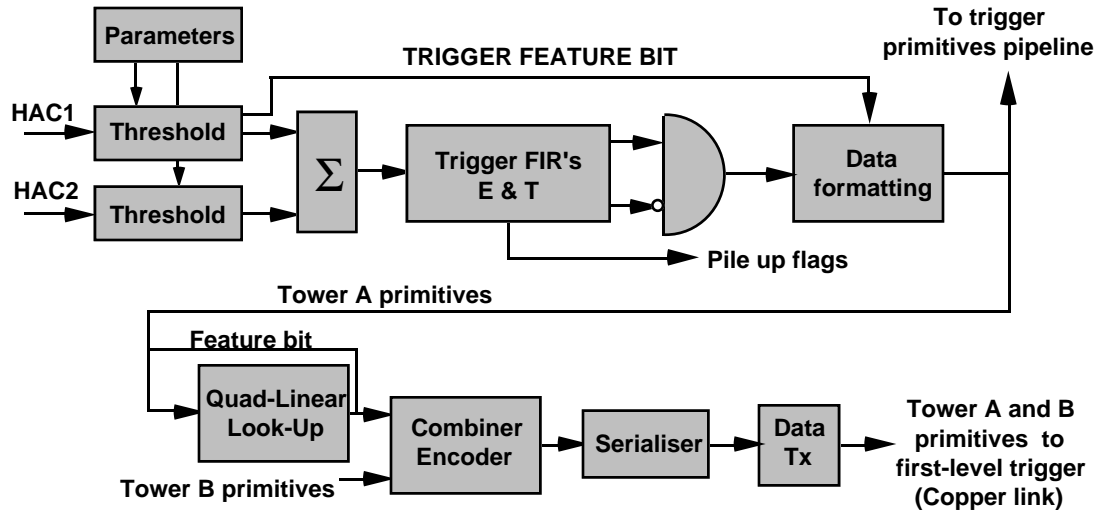 Parameters
To trigger
primitives pipeline
TRIGGER FEATURE BIT
HAC1
Threshold
Σ
Trigger FIR's
E & T
Data
formatting
HAC2
Threshold
Pile up flags
Tower A primitives
Feature bit
Quad-Linear
Look-Up
Combiner
Encoder
Serialiser
Data
Tx
Tower A and B
primitives to
first-level trigger
(Copper link)
Tower B primitives